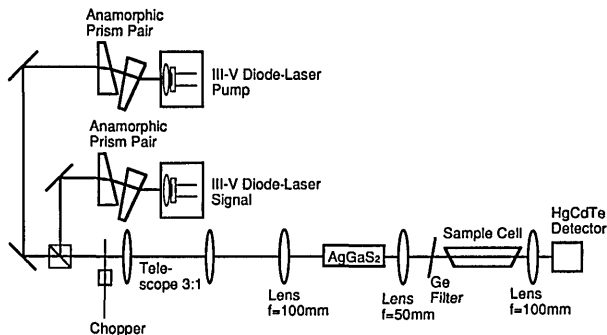 Anamorphic
Prism Pair
III-V Diode-Laser
Pump
Anamorphic
Prism Pair
III-V Diode-Laser
Signal
HgCdTe
Detector
Sample Cell
AgGaS2
Tele-
scope 3:1
Lens
f=100mm
Lens
f=50mm
Ge
Filter
Lens
f=100mm
Chopper